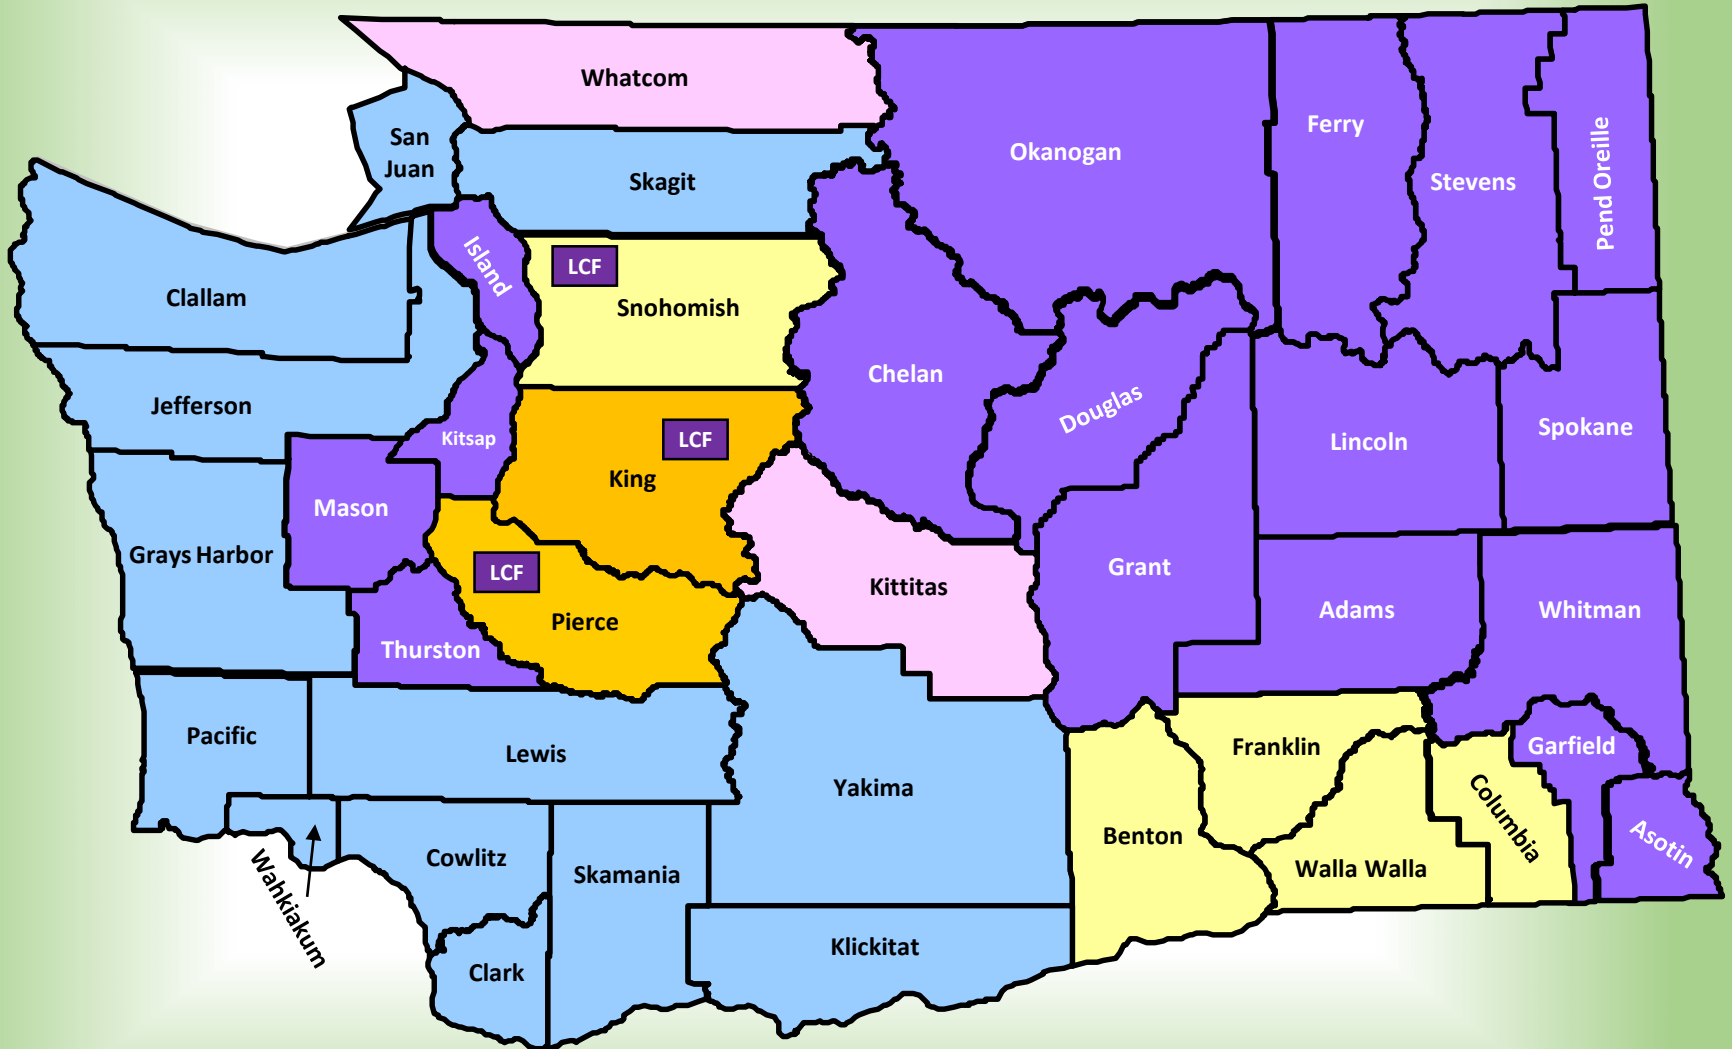 Whatcom
San
Juan
Skagit
Okanogan
Ferry
Stevens
Pend Oreille
Island
LCF
Snohomish
Clallam
Chelan
Jefferson
Kitsap
LCF
King
Douglas
Lincoln
Spokane
Mason
Grays Harbor
LCF
Pierce
Kittitas
Grant
Adams
Whitman
Thurston
Pacific
Lewis
Yakima
Franklin
Garfield
Columbia
Benton
Walla Walla
Asotin
Wahkiakum
Cowlitz
Skamania
Clark
Klickitat